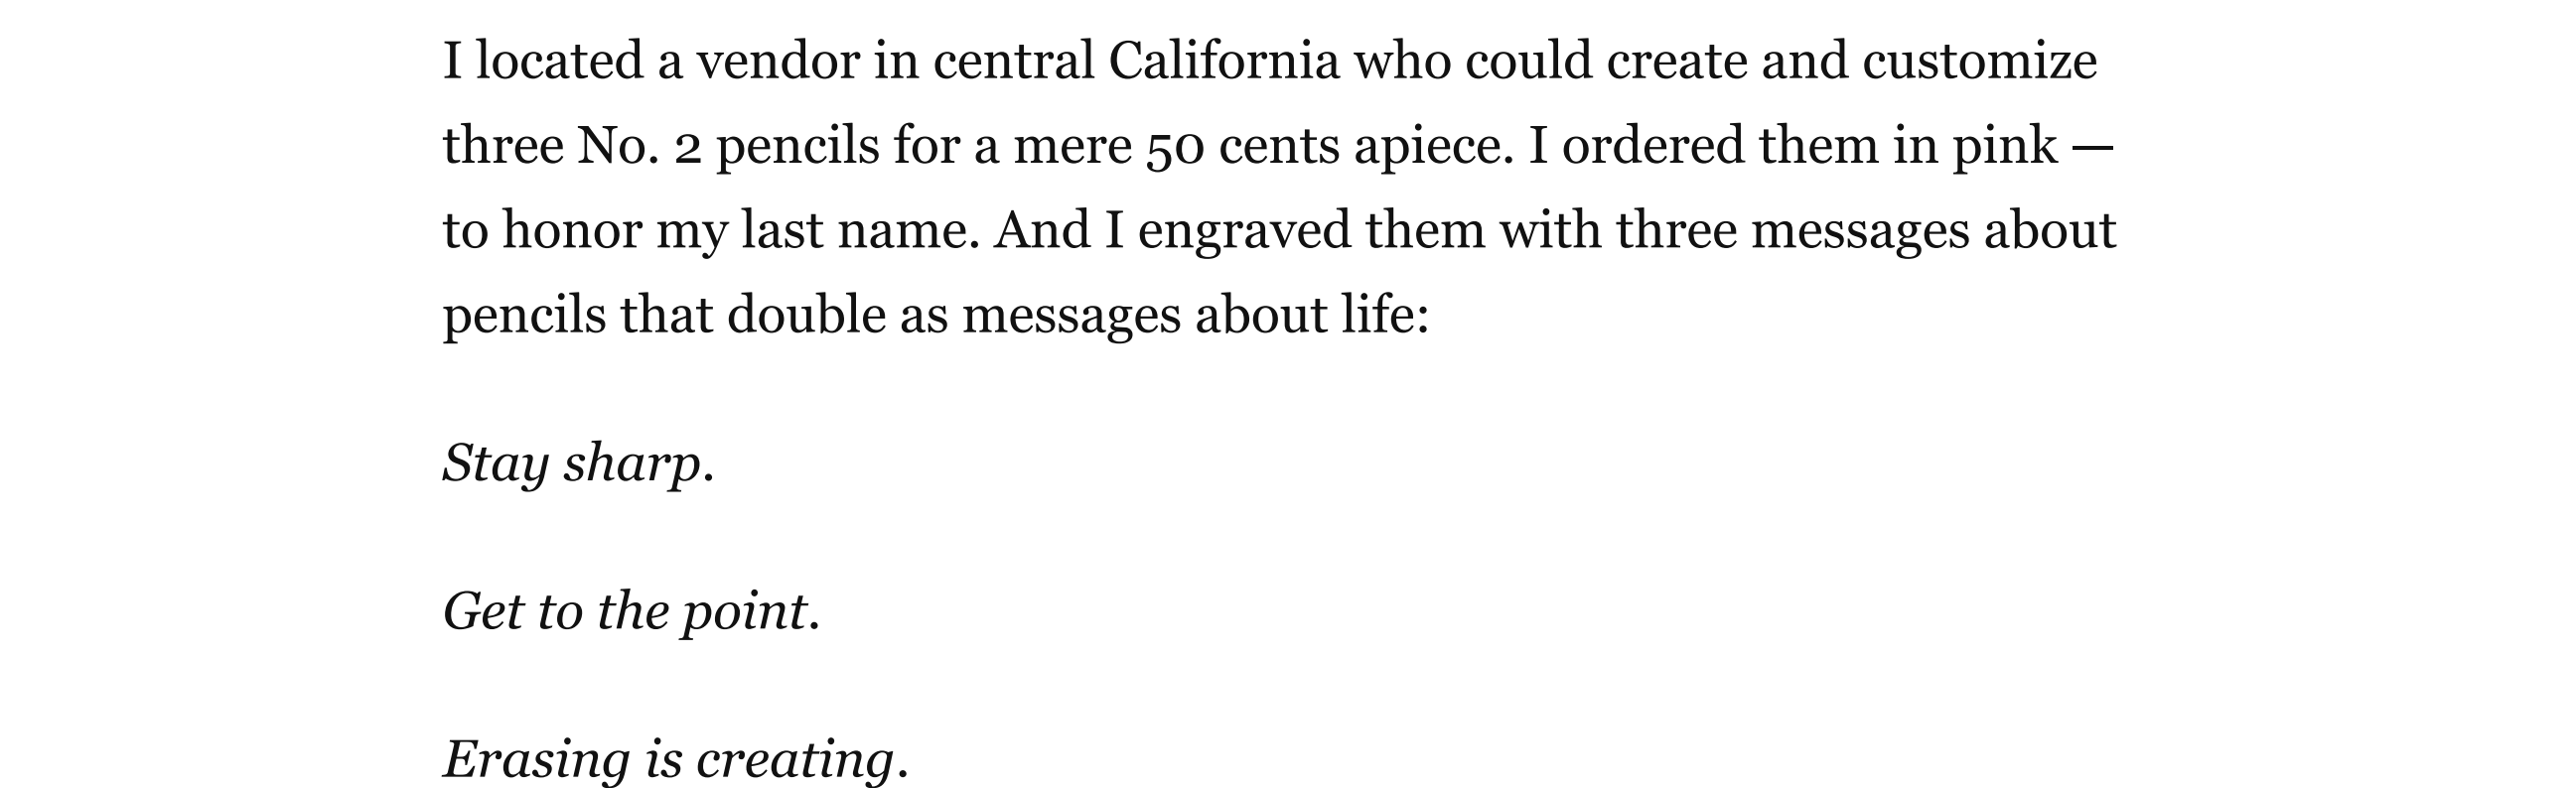 I located a vendor in central California who could create and customize
three No. 2 pencils for a mere 50 cents apiece. I ordered them in pink —
to honor my last name. And I engraved them with three messages about
pencils that double as messages about life:
Stay sharp.
Get to the point.
Erasing is creating.